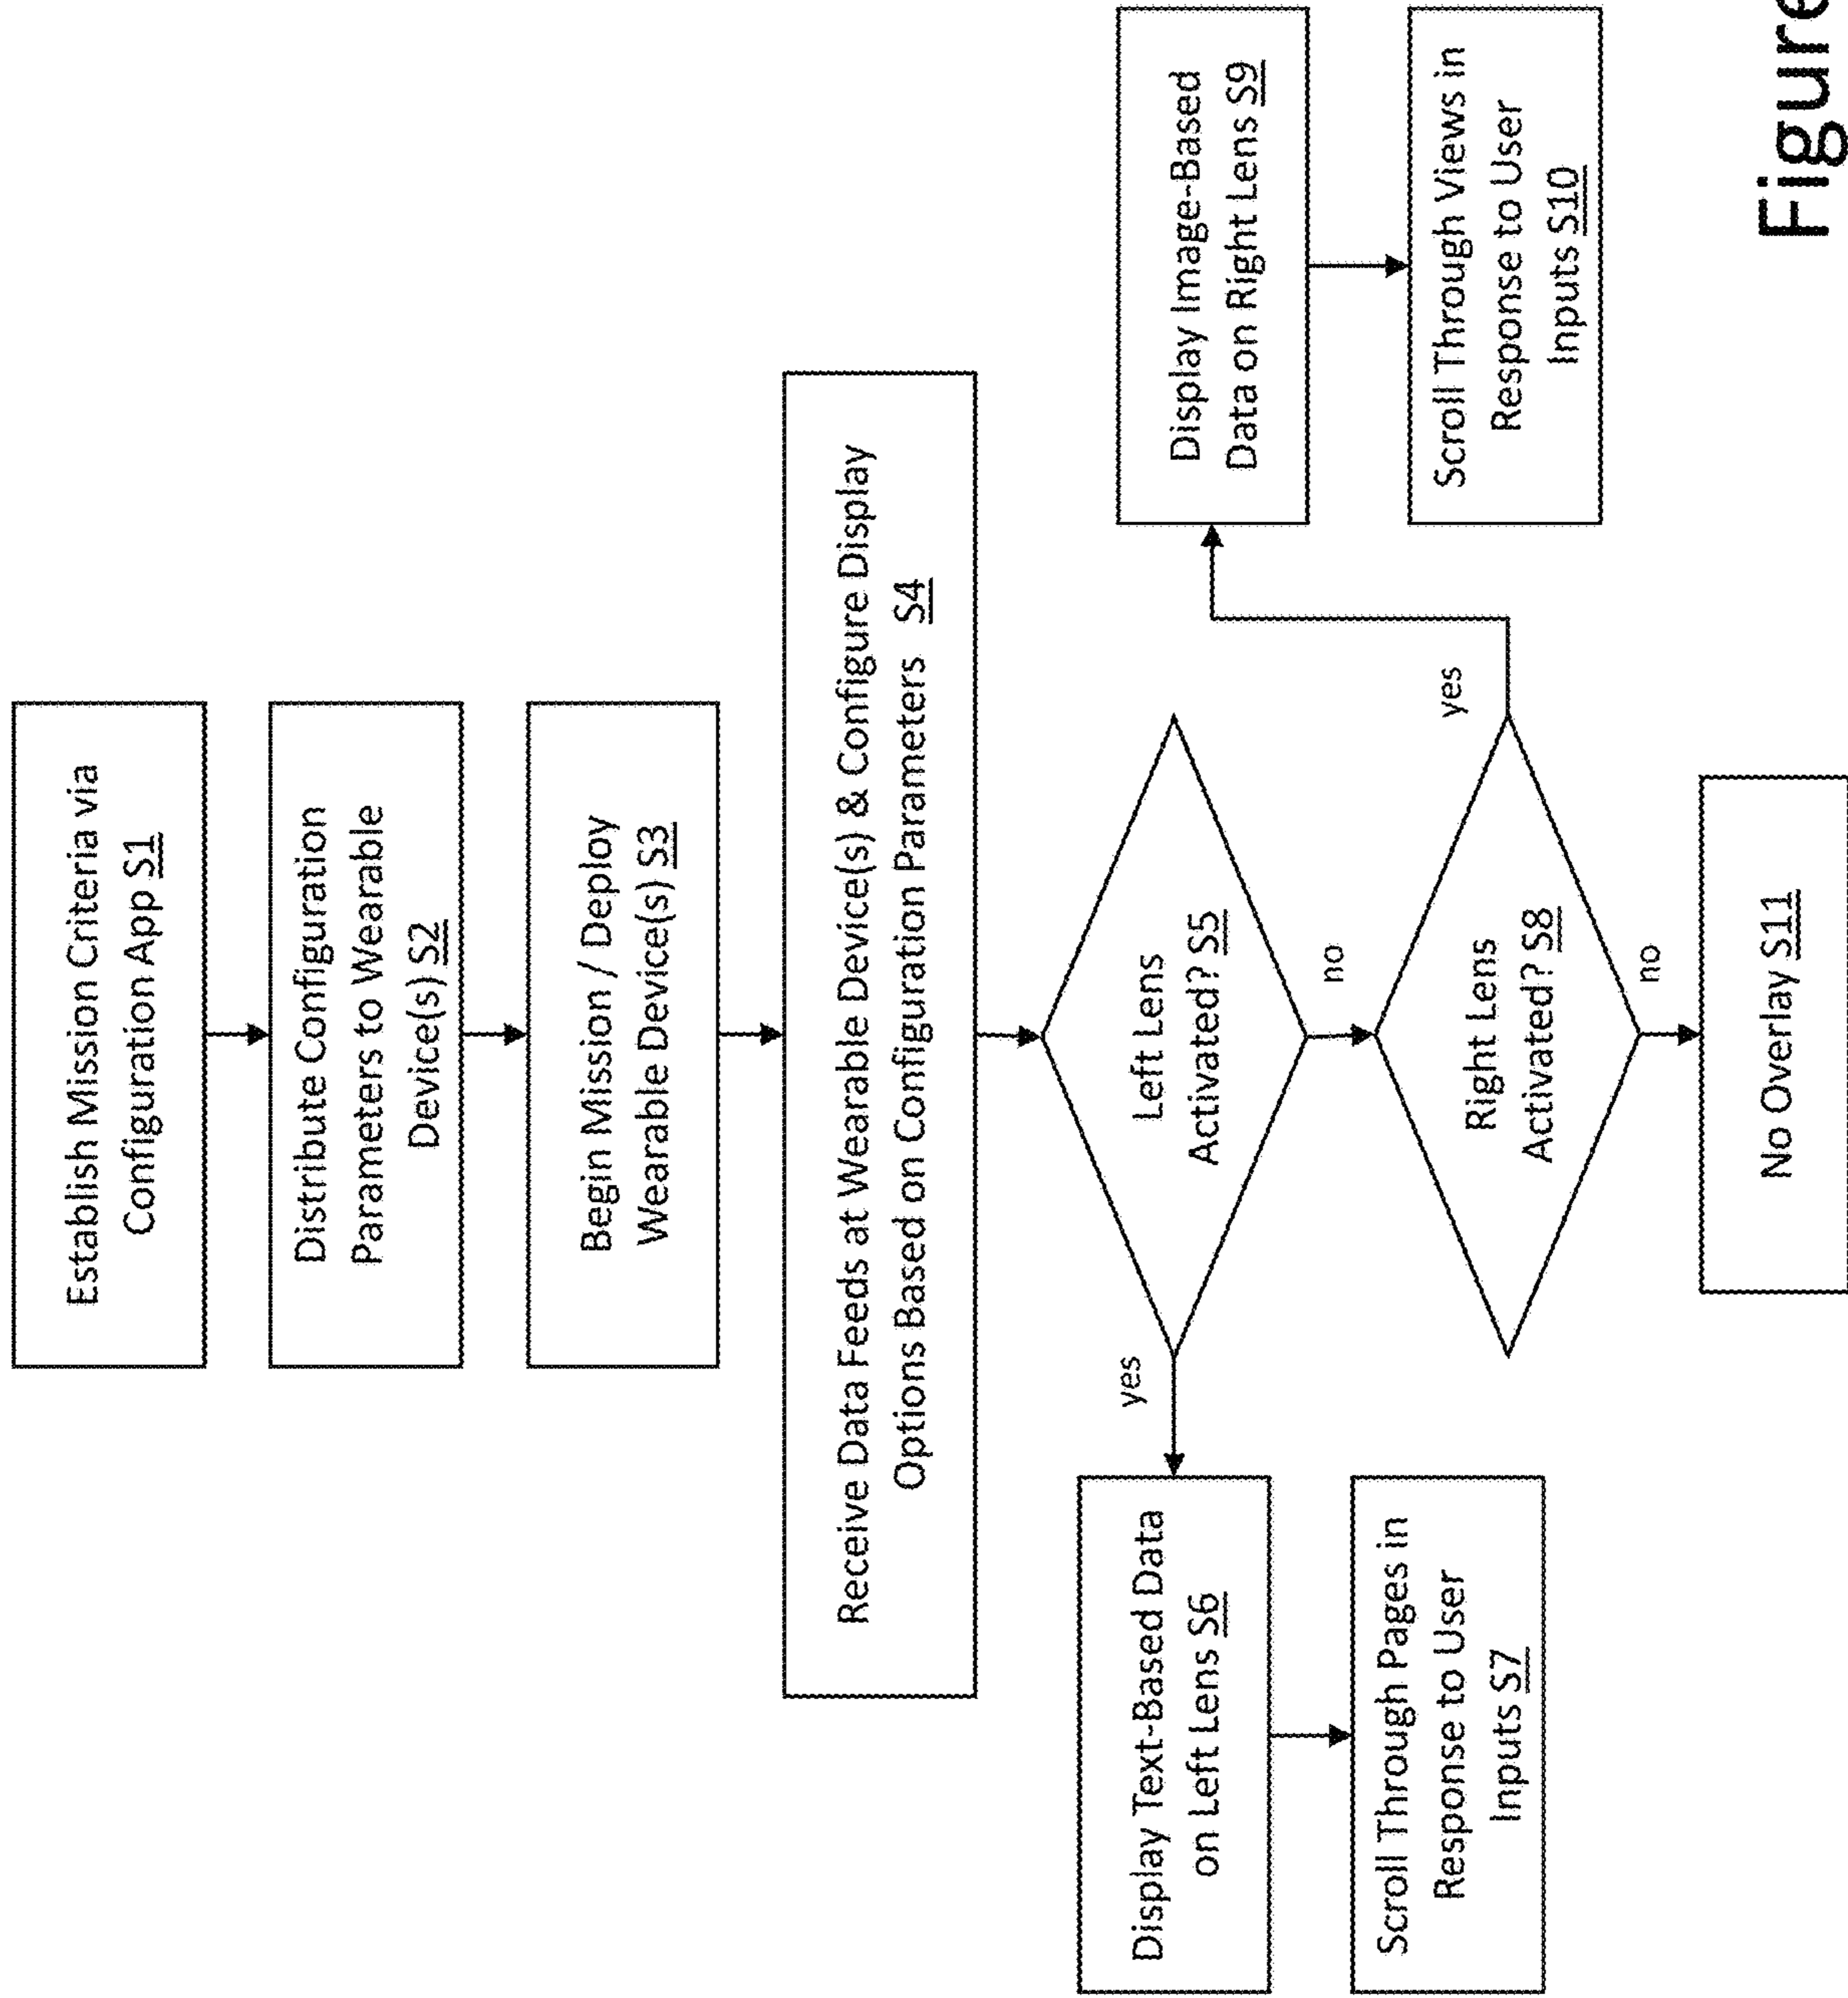 Establish Mission Criteria via
Configuration App S1
Distribute Configuration
Parameters to Wearable
Device(s) S2
Begin Mission / Deploy
Wearable Device(s) S3
Receive Data Feeds at Wearable Device(s) & Configure Display
Options Based on Configuration Parameters S4
Left Lens
Activated? S5
yes
no
Display Text-Based Data
on Left Lens S6
Scroll Through Pages in
Response to User
Inputs S7
Right Lens
Activated? S8
yes
no
Display Image-Based
Data on Right Lens S9
Scroll Through Views in
Response to User
Inputs S10
No Overlay S11
Figure